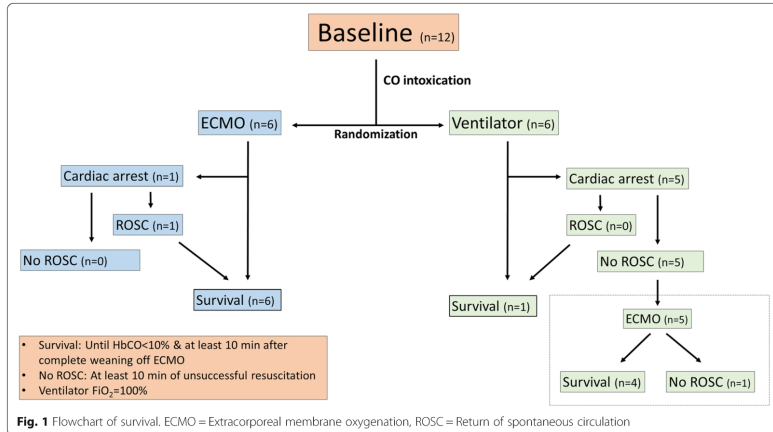 Baseline (n=12)
CO intoxication
ECMO (n=6)
Randomization
Ventilator (n=6)
Cardiac arrest (n=1)
Cardiac arrest (n=5)
ROSC (n=1)
ROSC (n=0)
No ROSC (n=0)
No ROSC (n=5)
Survival (n=6)
Survival (n=1)
ECMO (n=5)
Survival (n=4)
No ROSC (n=1)
• Survival: Until HbCO<10% & at least 10 min after
complete weaning off ECMO
• No ROSC: At least 10 min of unsuccessful resuscitation
• Ventilator FiO₂=100%
Fig. 1 Flowchart of survival. ECMO = Extracorporeal membrane oxygenation, ROSC = Return of spontaneous circulation